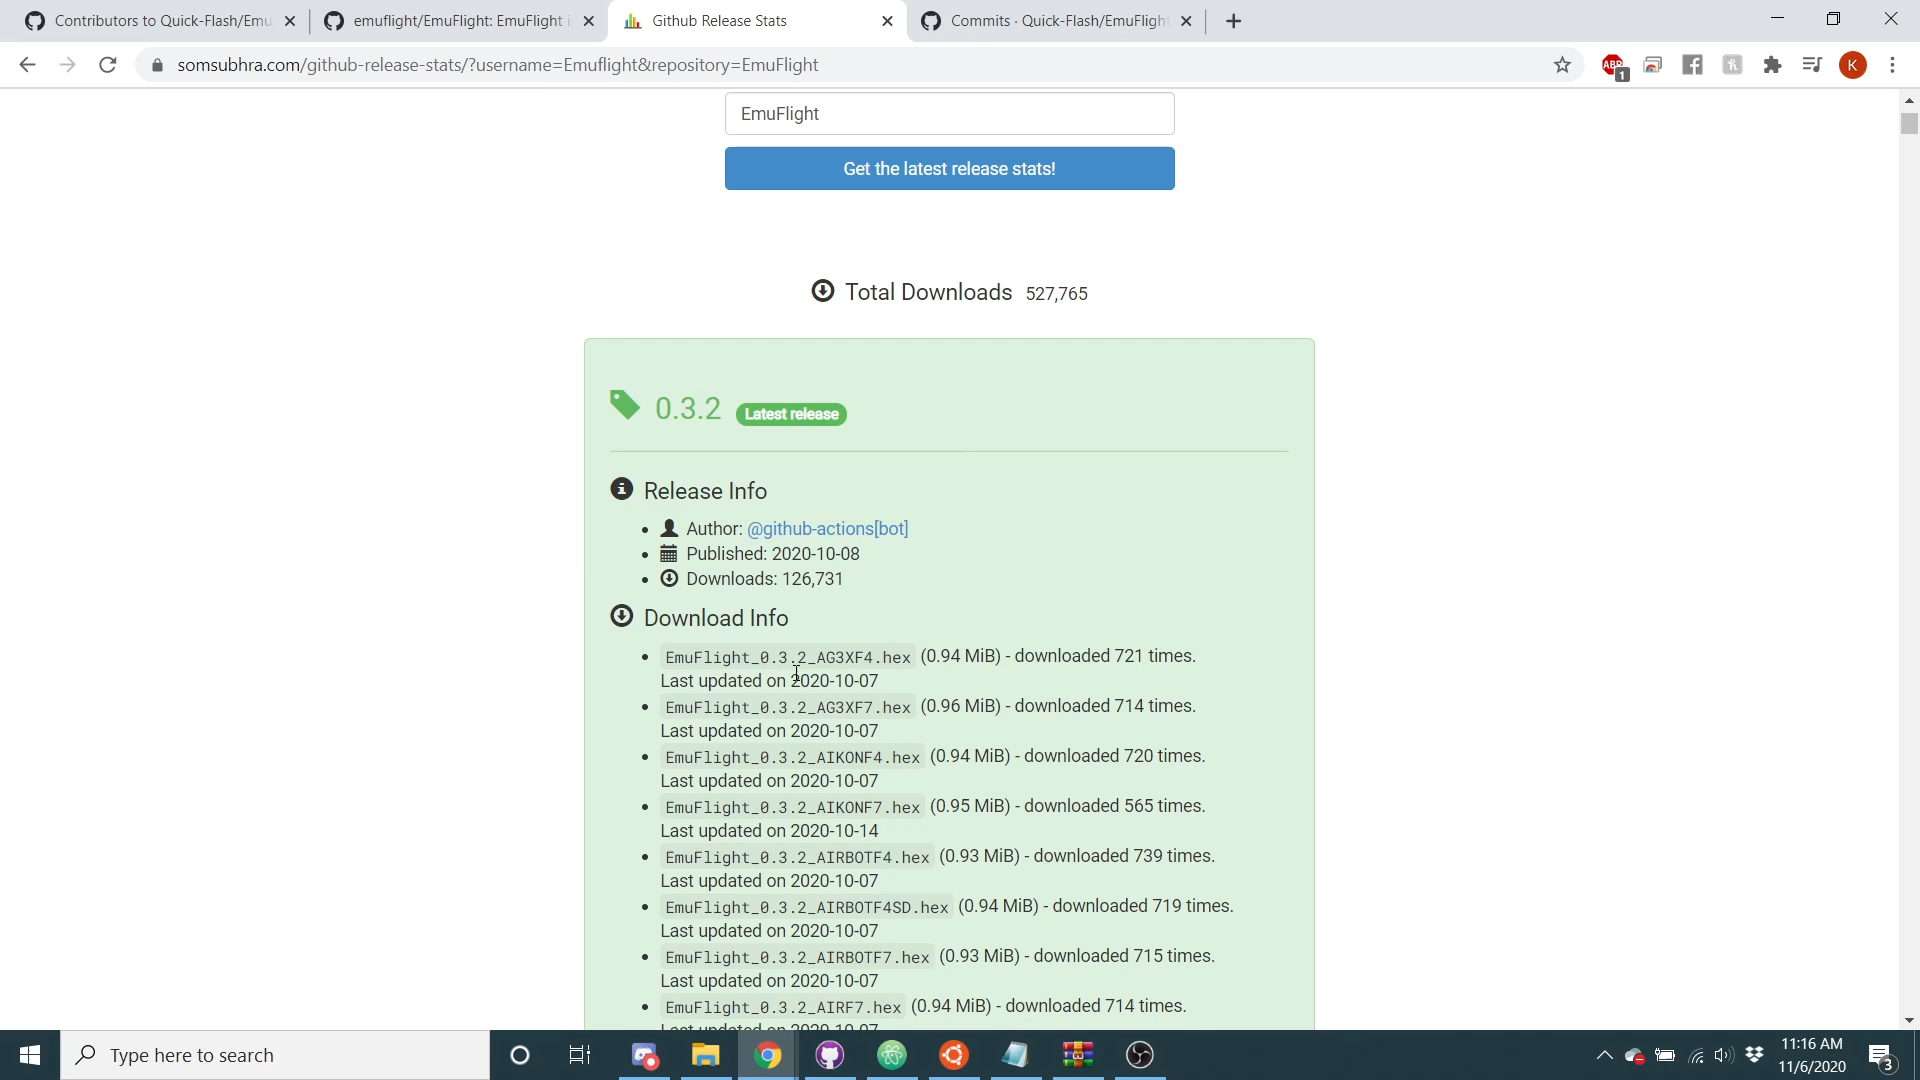 Contributors to Quick-Flash/Emu
emuflight/EmuFlight: EmuFlight i
Github Release Stats
Commits · Quick-Flash/EmuFlight
somsubhra.com/github-release-stats/?username=Emuflight&repository=EmuFlight
ABP
1
K
EmuFlight
Get the latest release stats!
Total Downloads 527,765
0.3.2 Latest release
Release Info
Author: @github-actions[bot]
Published: 2020-10-08
Downloads: 126,731
Download Info
EmuFlight_0.3.2_AG3XF4.hex (0.94 MiB) - downloaded 721 times.
Last updated on 2020-10-07
EmuFlight_0.3.2_AG3XF7.hex (0.96 MiB) - downloaded 714 times.
Last updated on 2020-10-07
EmuFlight_0.3.2_AIKONF4.hex (0.94 MiB) - downloaded 720 times.
Last updated on 2020-10-07
EmuFlight_0.3.2_AIKONF7.hex (0.95 MiB) - downloaded 565 times.
Last updated on 2020-10-14
EmuFlight_0.3.2_AIRBOTF4.hex (0.93 MiB) - downloaded 739 times.
Last updated on 2020-10-07
EmuFlight_0.3.2_AIRBOTF4SD.hex (0.94 MiB) - downloaded 719 times.
Last updated on 2020-10-07
EmuFlight_0.3.2_AIRBOTF7.hex (0.93 MiB) - downloaded 715 times.
Last updated on 2020-10-07
EmuFlight_0.3.2_AIRF7.hex (0.94 MiB) - downloaded 714 times.
Last updated on 2020-10-07
Type here to search
11:16 AM
11/6/2020
3